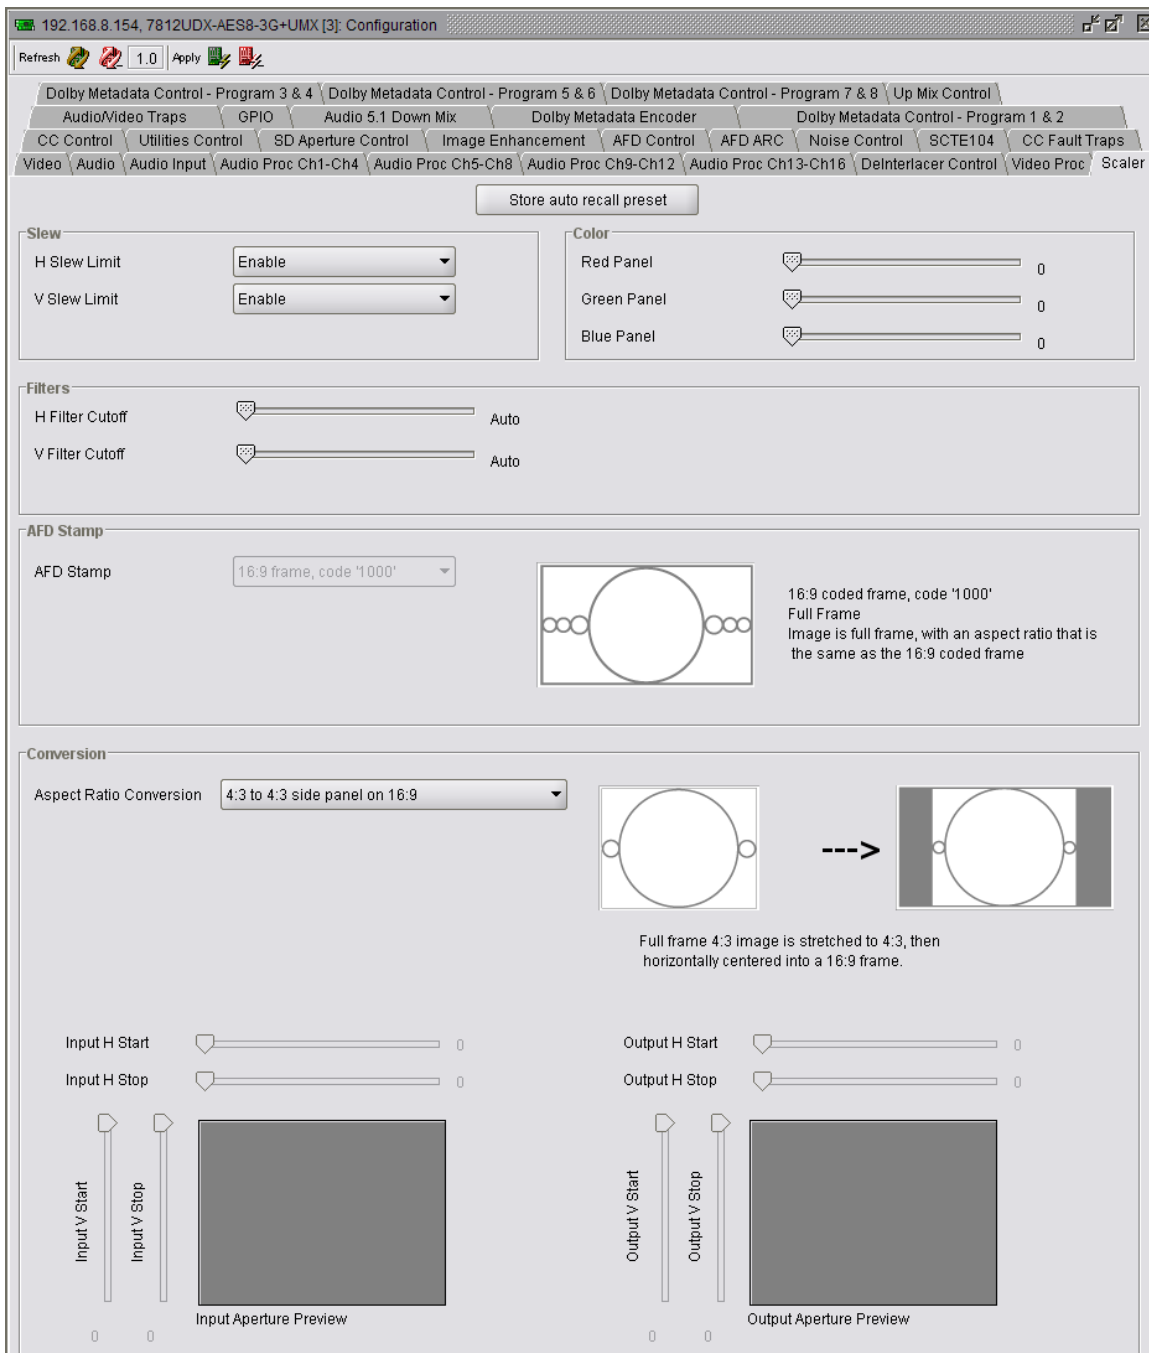 192.168.8.154, 7812UDX-AES8-3G+UMX [3]: Configuration
Refresh 1.0 Apply
Dolby Metadata Control - Program 3 & 4 Dolby Metadata Control - Program 5 & 6 Dolby Metadata Control - Program 7 & 8 Up Mix Control
Audio/Video Traps GPIO Audio 5.1 Down Mix Dolby Metadata Encoder Dolby Metadata Control - Program 1 & 2
CC Control Utilities Control SD Aperture Control Image Enhancement AFD Control AFD ARC Noise Control SCTE104 CC Fault Traps
Video Audio Audio Input Audio Proc Ch1-Ch4 Audio Proc Ch5-Ch8 Audio Proc Ch9-Ch12 Audio Proc Ch13-Ch16 DeInterlacer Control Video Proc Scaler
Store auto recall preset
Slew
H Slew Limit Enable
V Slew Limit Enable
Color
Red Panel 0
Green Panel 0
Blue Panel 0
Filters
H Filter Cutoff Auto
V Filter Cutoff Auto
AFD Stamp
AFD Stamp 16:9 frame, code '1000'
16:9 coded frame, code '1000'
Full Frame
Image is full frame, with an aspect ratio that is
the same as the 16:9 coded frame
Conversion
Aspect Ratio Conversion 4:3 to 4:3 side panel on 16:9
--->
Full frame 4:3 image is stretched to 4:3, then
horizontally centered into a 16:9 frame.
Input H Start 0
Input H Stop 0
Input V Start
Input V Stop
Input Aperture Preview
0 0
Output H Start 0
Output H Stop 0
Output V Start
Output V Stop
Output Aperture Preview
0 0